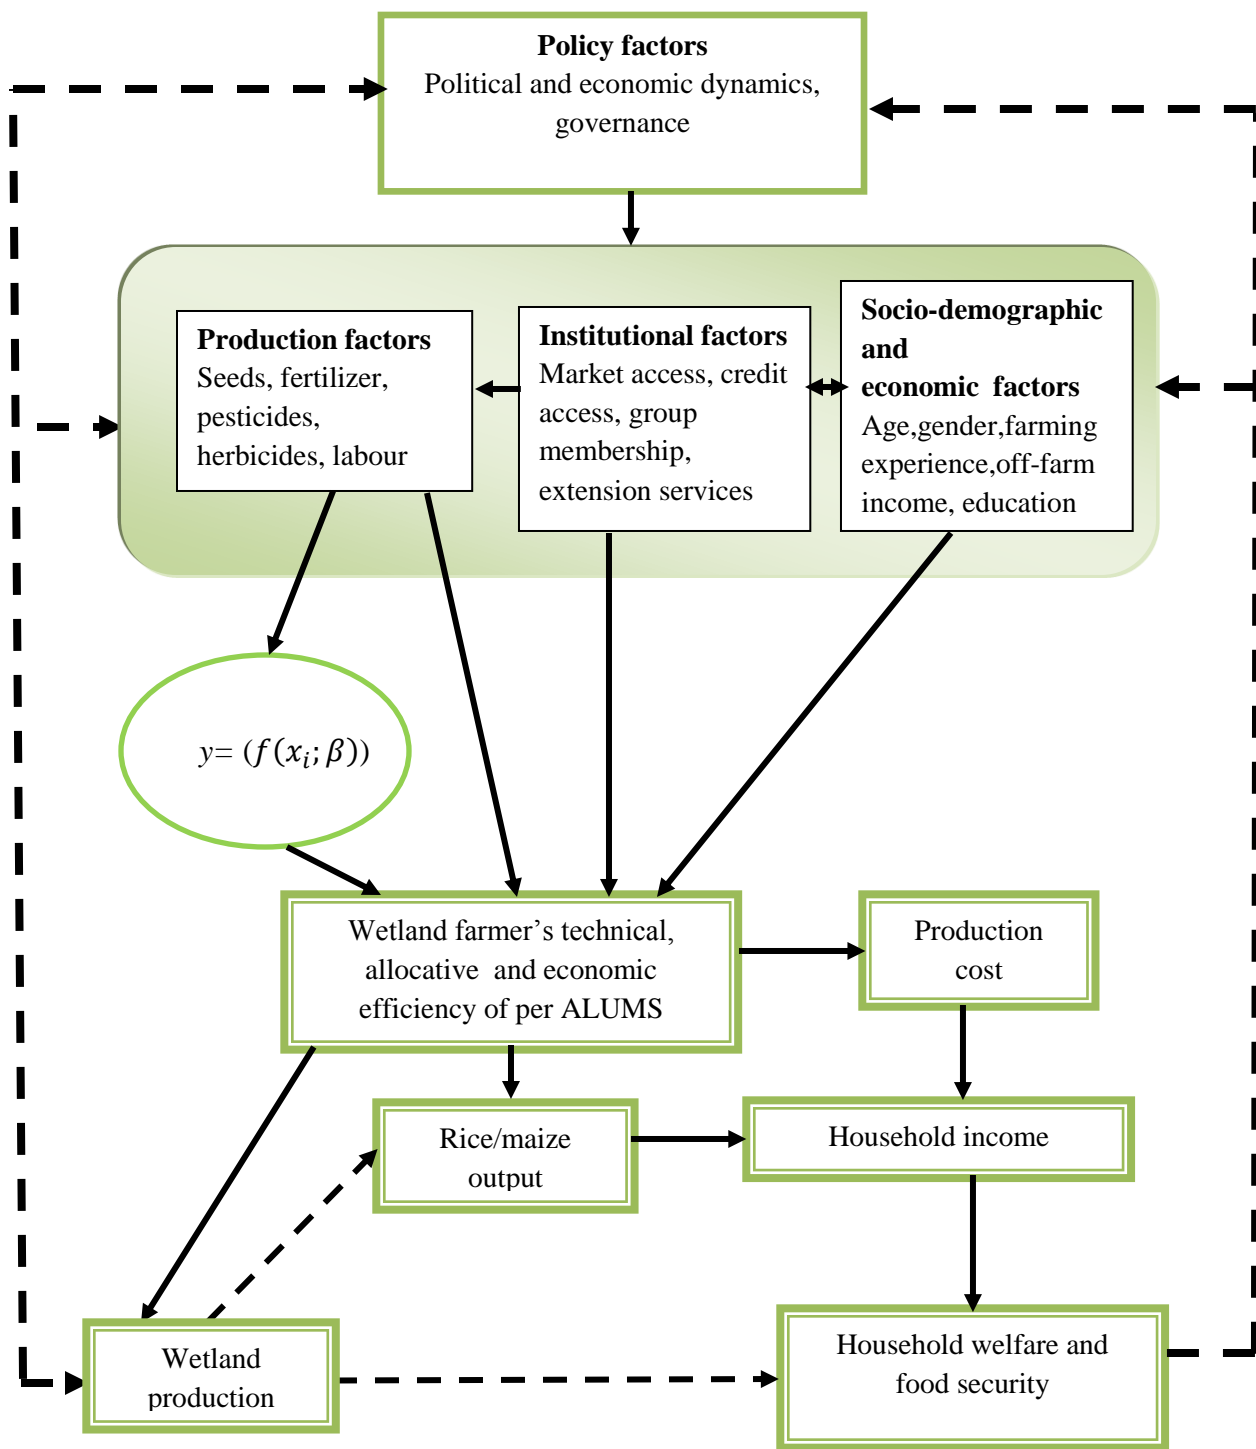 Policy factors
Political and economic dynamics,
governance
Production factors
Seeds, fertilizer,
pesticides,
herbicides, labour
Institutional factors
Market access, credit
access, group
membership,
extension services
Socio-demographic
and
economic factors
Age,gender,farming
experience,off-farm
income, education
y= (f(x_i; β))
Wetland farmer’s technical,
allocative and economic
efficiency of per ALUMS
Production
cost
Rice/maize
output
Household income
Wetland
production
Household welfare and
food security